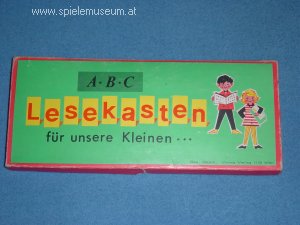 www.spielemuseum.at
A·B·C
Lesekasten
für unsere Kleinen ...